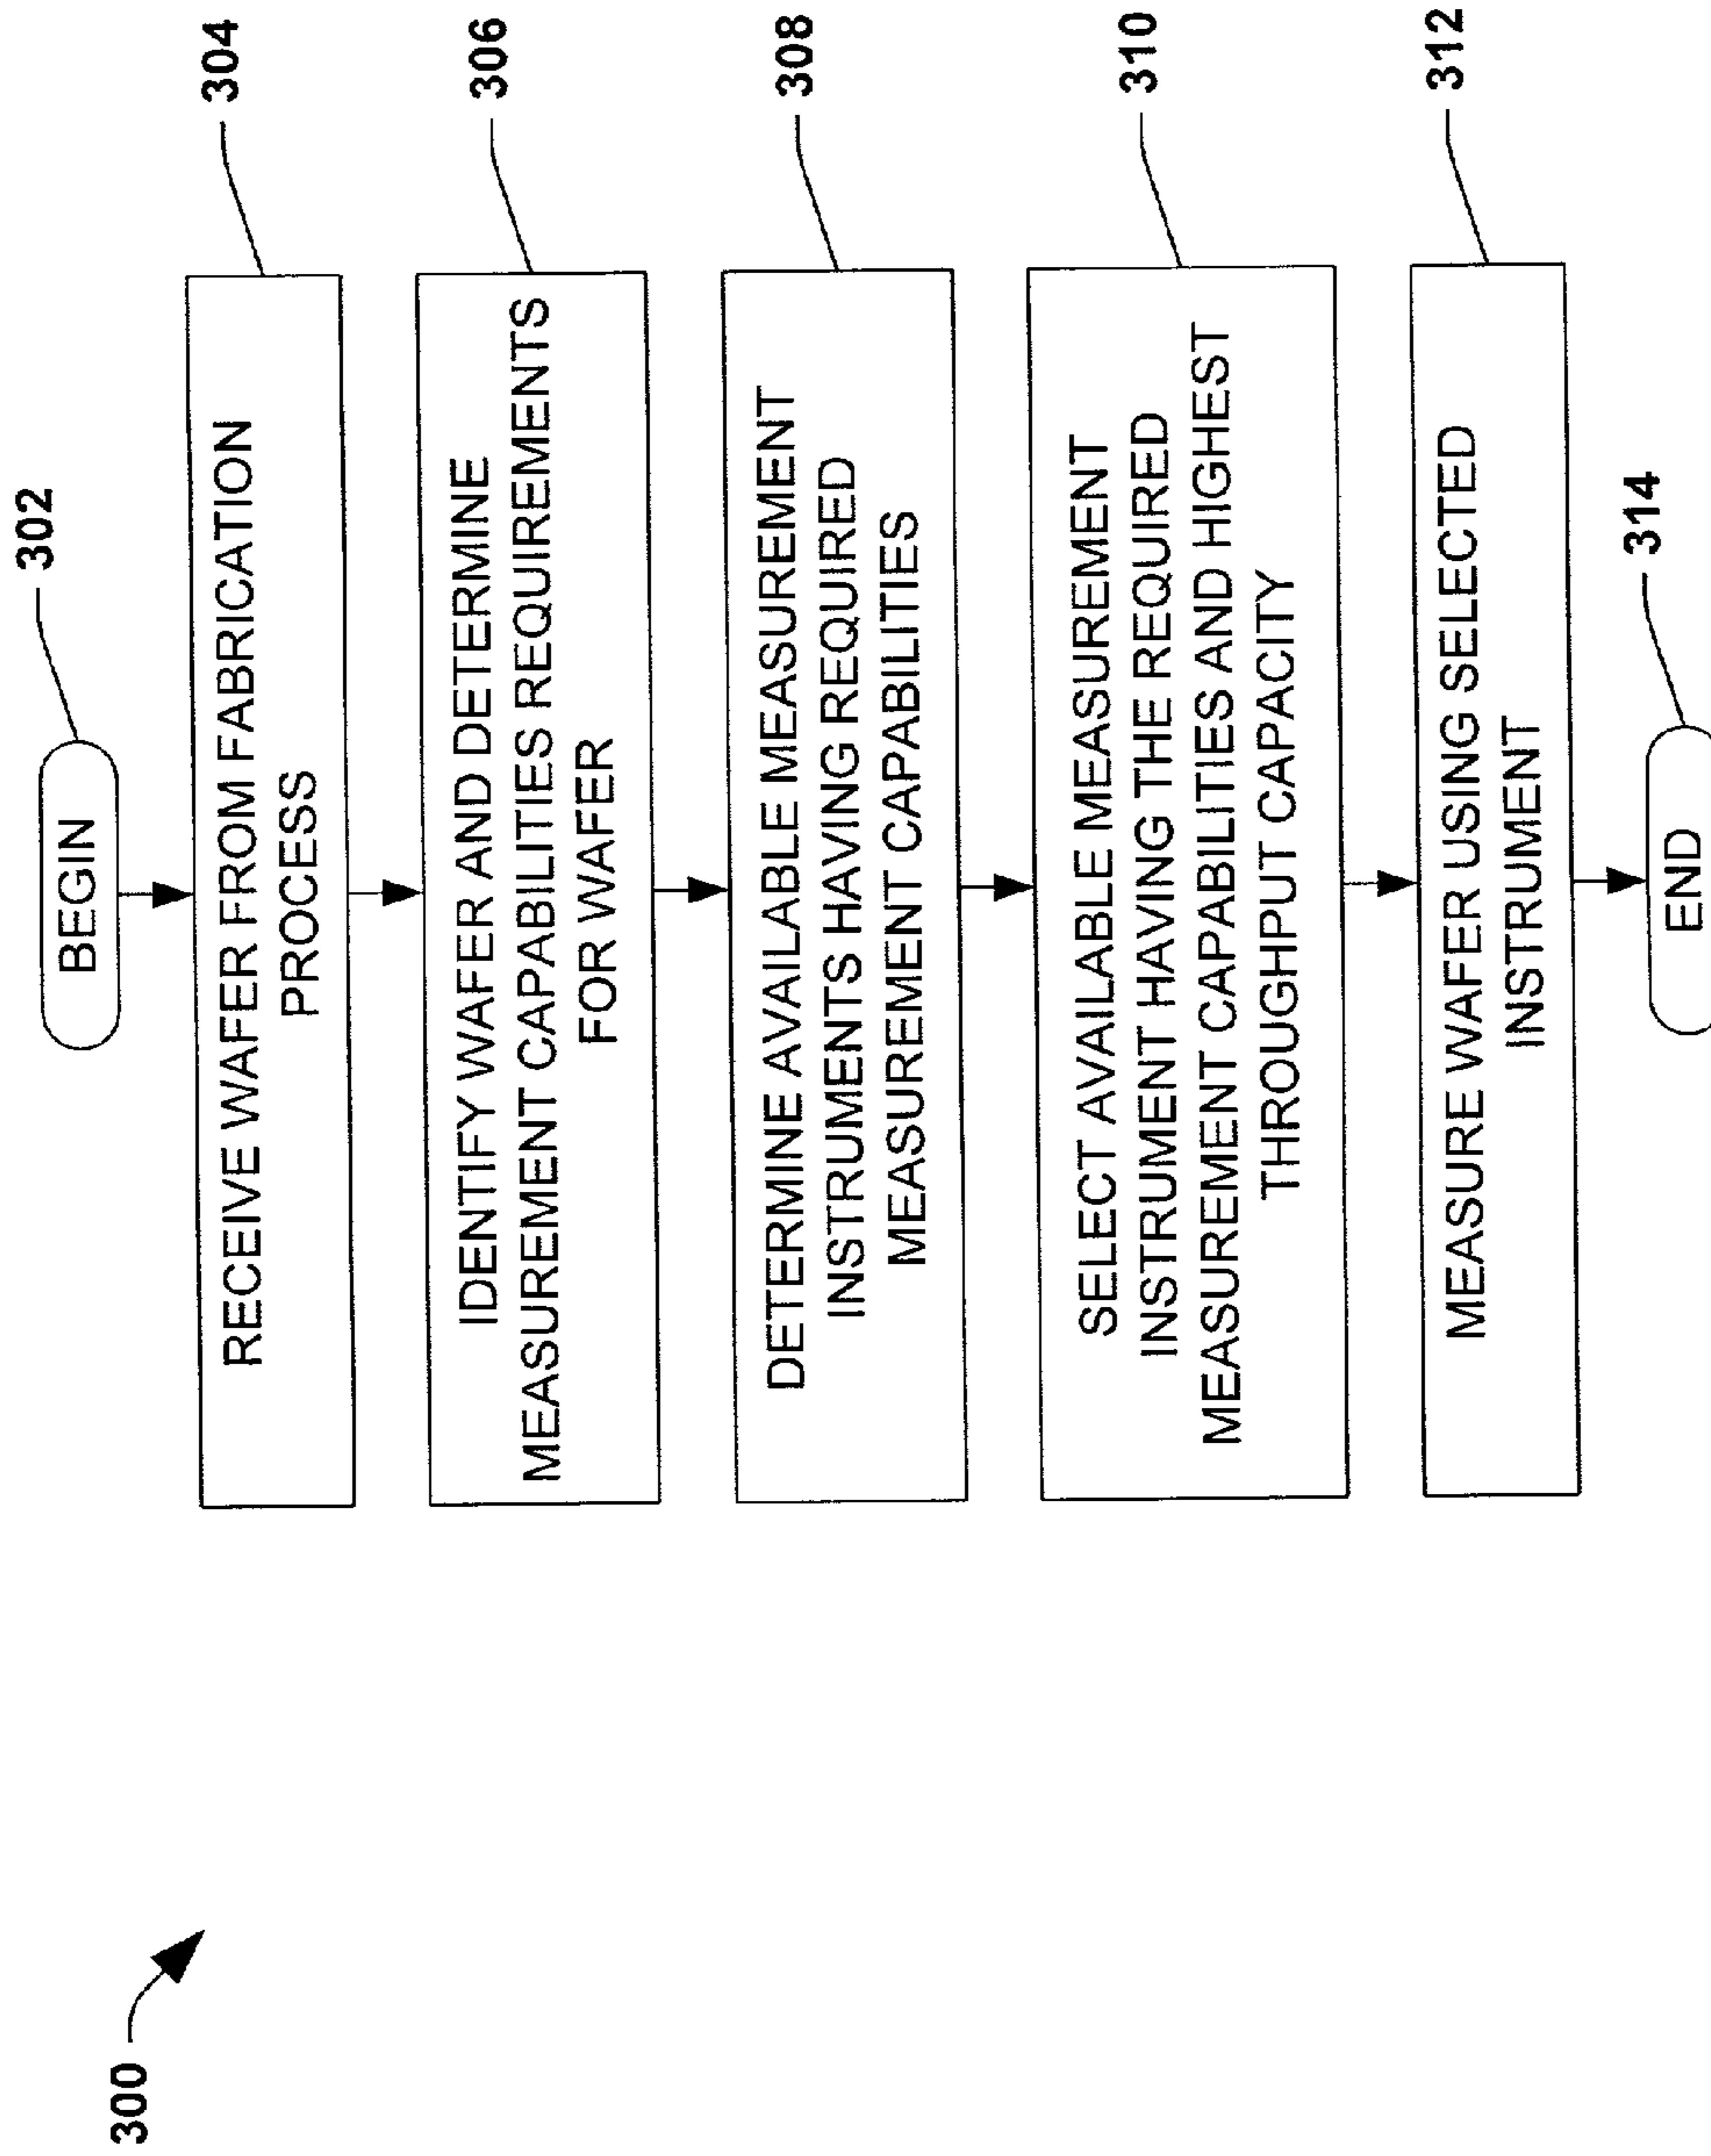 300
302
BEGIN
304
RECEIVE WAFER FROM FABRICATION
PROCESS
306
IDENTIFY WAFER AND DETERMINE
MEASUREMENT CAPABILITIES REQUIREMENTS
FOR WAFER
308
DETERMINE AVAILABLE MEASUREMENT
INSTRUMENTS HAVING REQUIRED
MEASUREMENT CAPABILITIES
310
SELECT AVAILABLE MEASUREMENT
INSTRUMENT HAVING THE REQUIRED
MEASUREMENT CAPABILITIES AND HIGHEST
THROUGHPUT CAPACITY
312
MEASURE WAFER USING SELECTED
INSTRUMENT
314
END